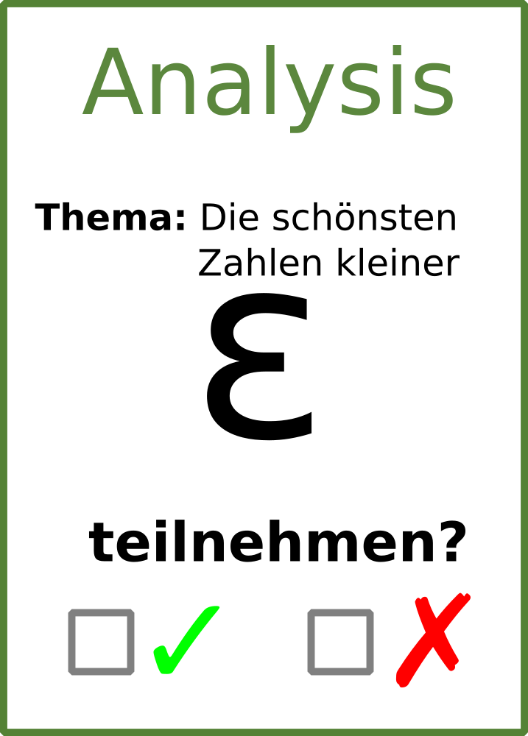 Analysis
Thema: Die schönsten
Zahlen kleiner
ε
teilnehmen?
☐ ✓ ☐ ✗